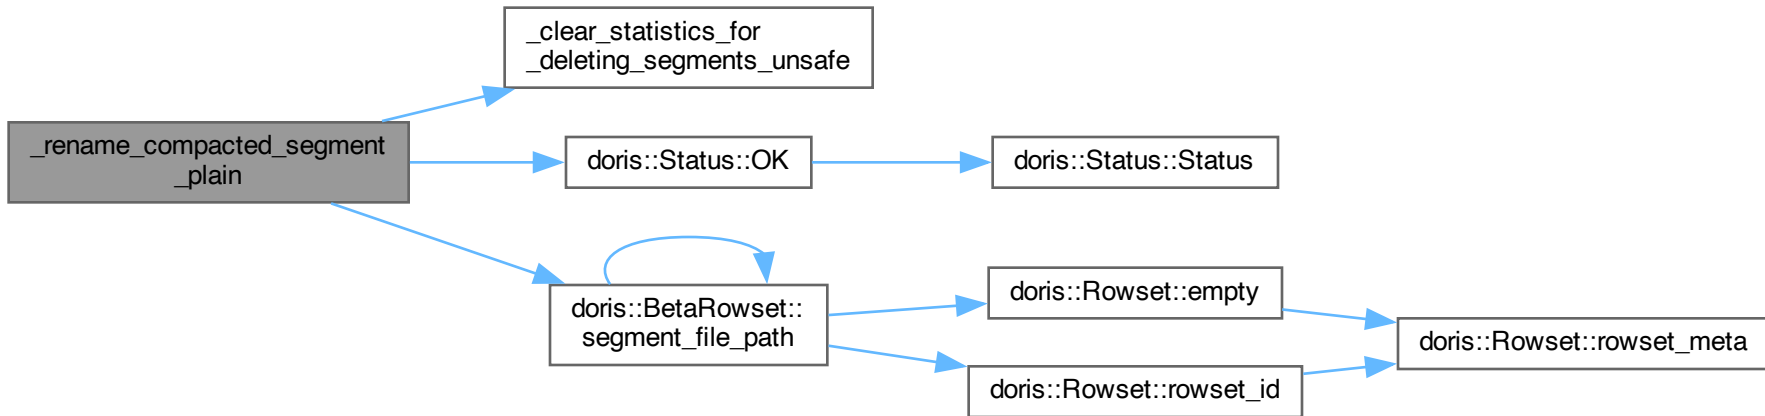 _clear_statistics_for
_deleting_segments_unsafe
_rename_compacted_segment
_plain
doris::Status::OK
doris::Status::Status
doris::BetaRowset::
segment_file_path
doris::Rowset::empty
doris::Rowset::rowset_id
doris::Rowset::rowset_meta